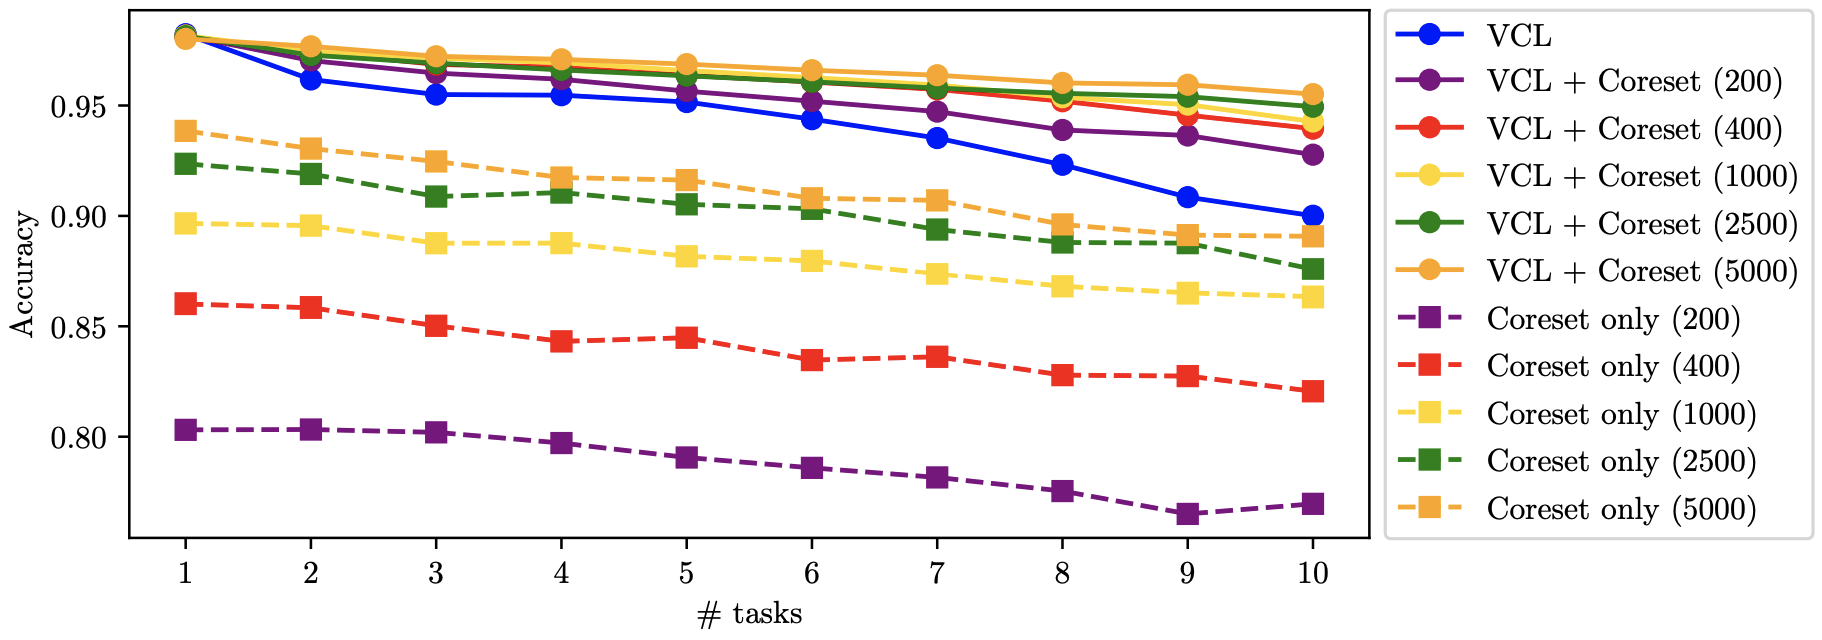 0.95
0.90
0.85
0.80
Accuracy
1 2 3 4 5 6 7 8 9 10
# tasks
VCL
VCL + Coreset (200)
VCL + Coreset (400)
VCL + Coreset (1000)
VCL + Coreset (2500)
VCL + Coreset (5000)
Coreset only (200)
Coreset only (400)
Coreset only (1000)
Coreset only (2500)
Coreset only (5000)